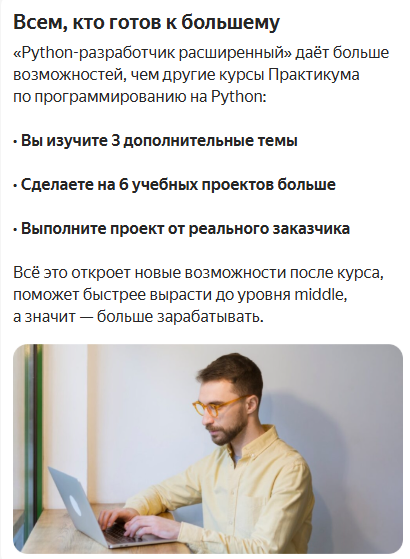 Всем, кто готов к большему
«Python-разработчик расширенный» даёт больше
возможностей, чем другие курсы Практикума
по программированию на Python:
· Вы изучите 3 дополнительные темы
· Сделаете на 6 учебных проектов больше
· Выполните проект от реального заказчика
Всё это откроет новые возможности после курса,
поможет быстрее вырасти до уровня middle,
а значит — больше зарабатывать.